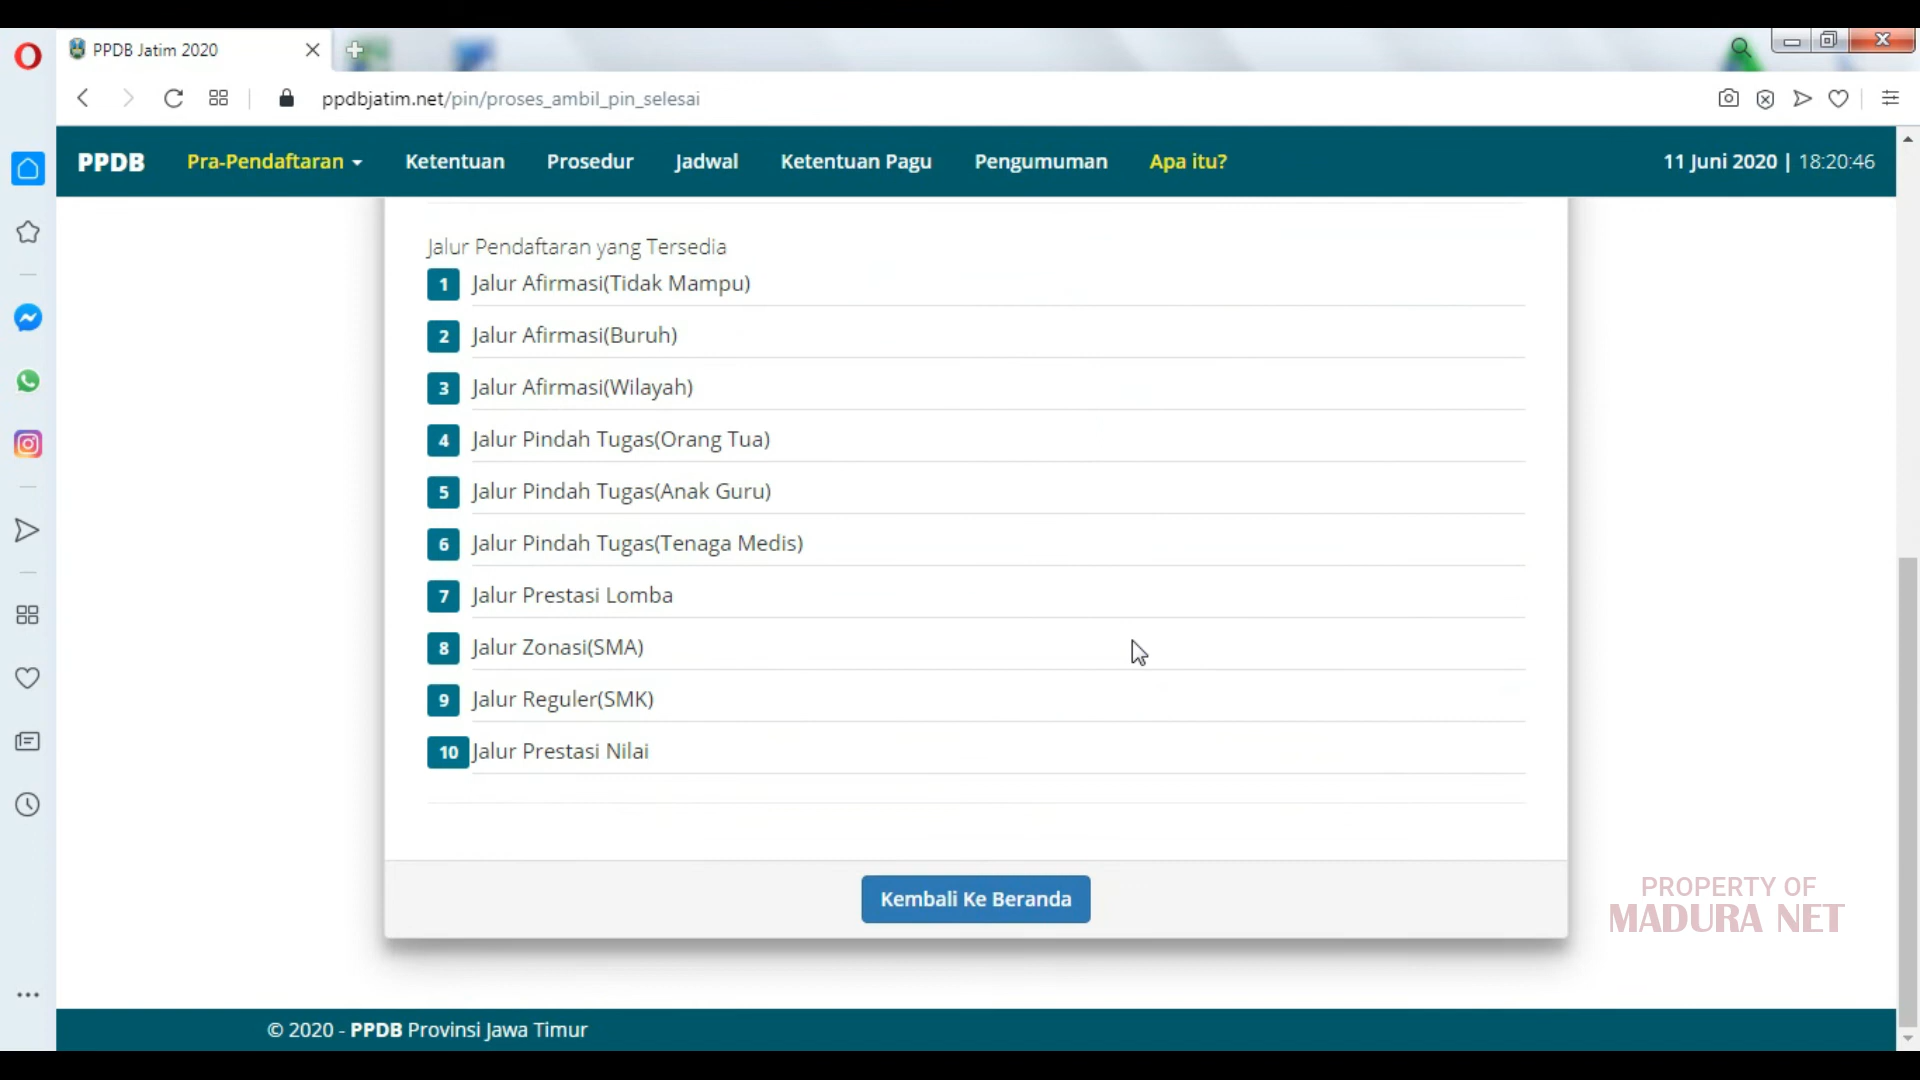 PPDB Jatim 2020
ppdbjatim.net/pin/proses_ambil_pin_selesai
PPDB Pra-Pendaftaran Ketentuan Prosedur Jadwal Ketentuan Pagu Pengumuman Apa itu? 11 Juni 2020 | 18:20:46
Jalur Pendaftaran yang Tersedia
1 Jalur Afirmasi(Tidak Mampu)
2 Jalur Afirmasi(Buruh)
3 Jalur Afirmasi(Wilayah)
4 Jalur Pindah Tugas(Orang Tua)
5 Jalur Pindah Tugas(Anak Guru)
6 Jalur Pindah Tugas(Tenaga Medis)
7 Jalur Prestasi Lomba
8 Jalur Zonasi(SMA)
9 Jalur Reguler(SMK)
10 Jalur Prestasi Nilai
Kembali Ke Beranda
PROPERTY OF
MADURA NET
© 2020 - PPDB Provinsi Jawa Timur